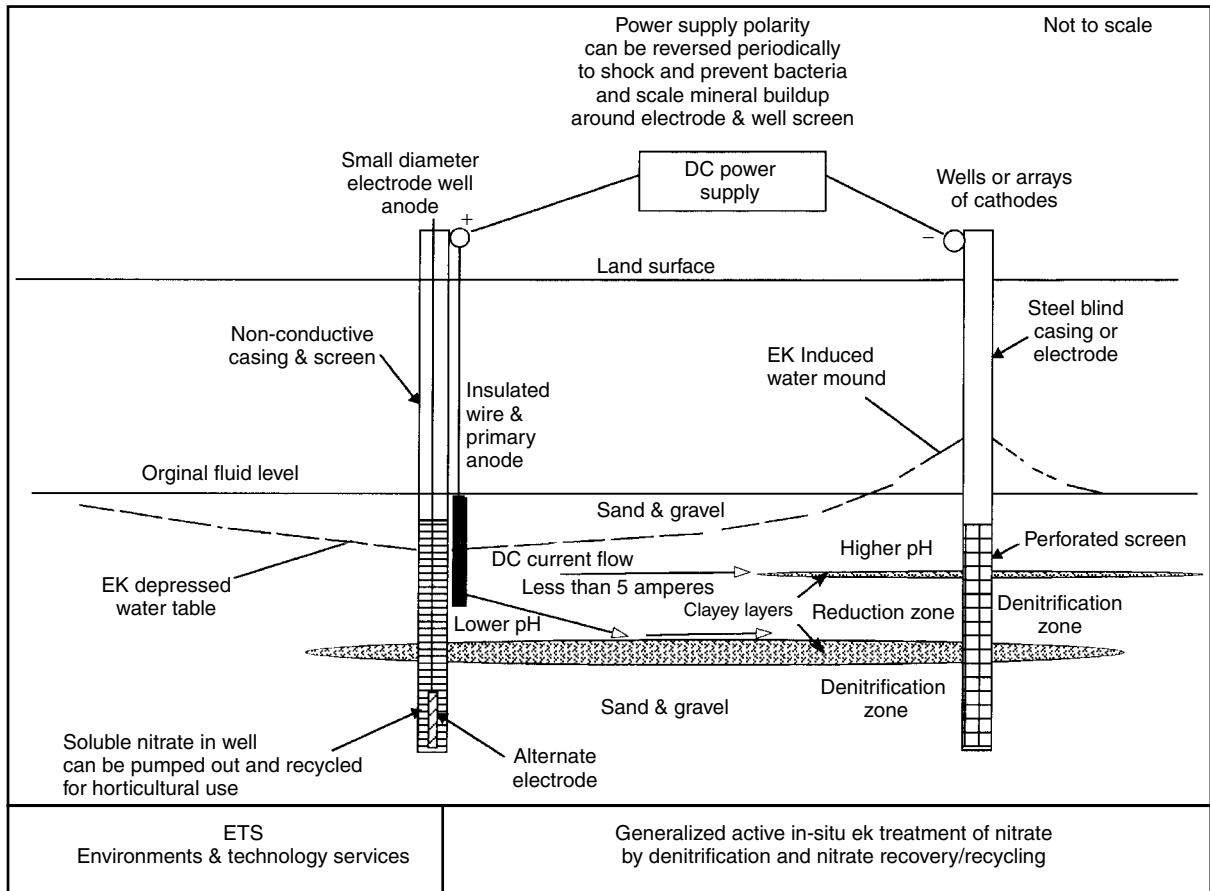 Power supply polarity
can be reversed periodically
to shock and prevent bacteria
and scale mineral buildup
around electrode & well screen
Not to scale
Small diameter
electrode well
anode
DC power
supply
Wells or arrays
of cathodes
+
–
Land surface
Non-conductive
casing & screen
Steel blind
casing or
electrode
EK Induced
water mound
Insulated
wire &
primary
anode
Orginal fluid level
Sand & gravel
EK depressed
water table
DC current flow
Less than 5 amperes
Higher pH
Perforated screen
Clayey layers
Reduction zone
Denitrification
zone
Lower pH
Denitrification
zone
Sand & gravel
Soluble nitrate in well
can be pumped out and recycled
for horticultural use
Alternate
electrode
ETS
Environments & technology services
Generalized active in-situ ek treatment of nitrate
by denitrification and nitrate recovery/recycling